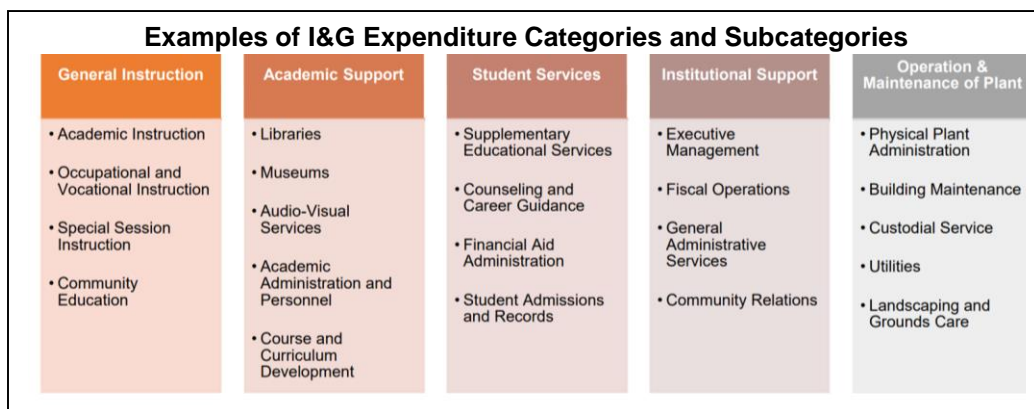 Examples of I&G Expenditure Categories and Subcategories
General Instruction
• Academic Instruction
• Occupational and
Vocational Instruction
• Special Session
Instruction
• Community
Education
Academic Support
• Libraries
• Museums
• Audio-Visual
Services
• Academic
Administration and
Personnel
• Course and
Curriculum
Development
Student Services
• Supplementary
Educational Services
• Counseling and
Career Guidance
• Financial Aid
Administration
• Student Admissions
and Records
Institutional Support
• Executive
Management
• Fiscal Operations
• General
Administrative
Services
• Community Relations
Operation &
Maintenance of Plant
• Physical Plant
Administration
• Building Maintenance
• Custodial Service
• Utilities
• Landscaping and
Grounds Care